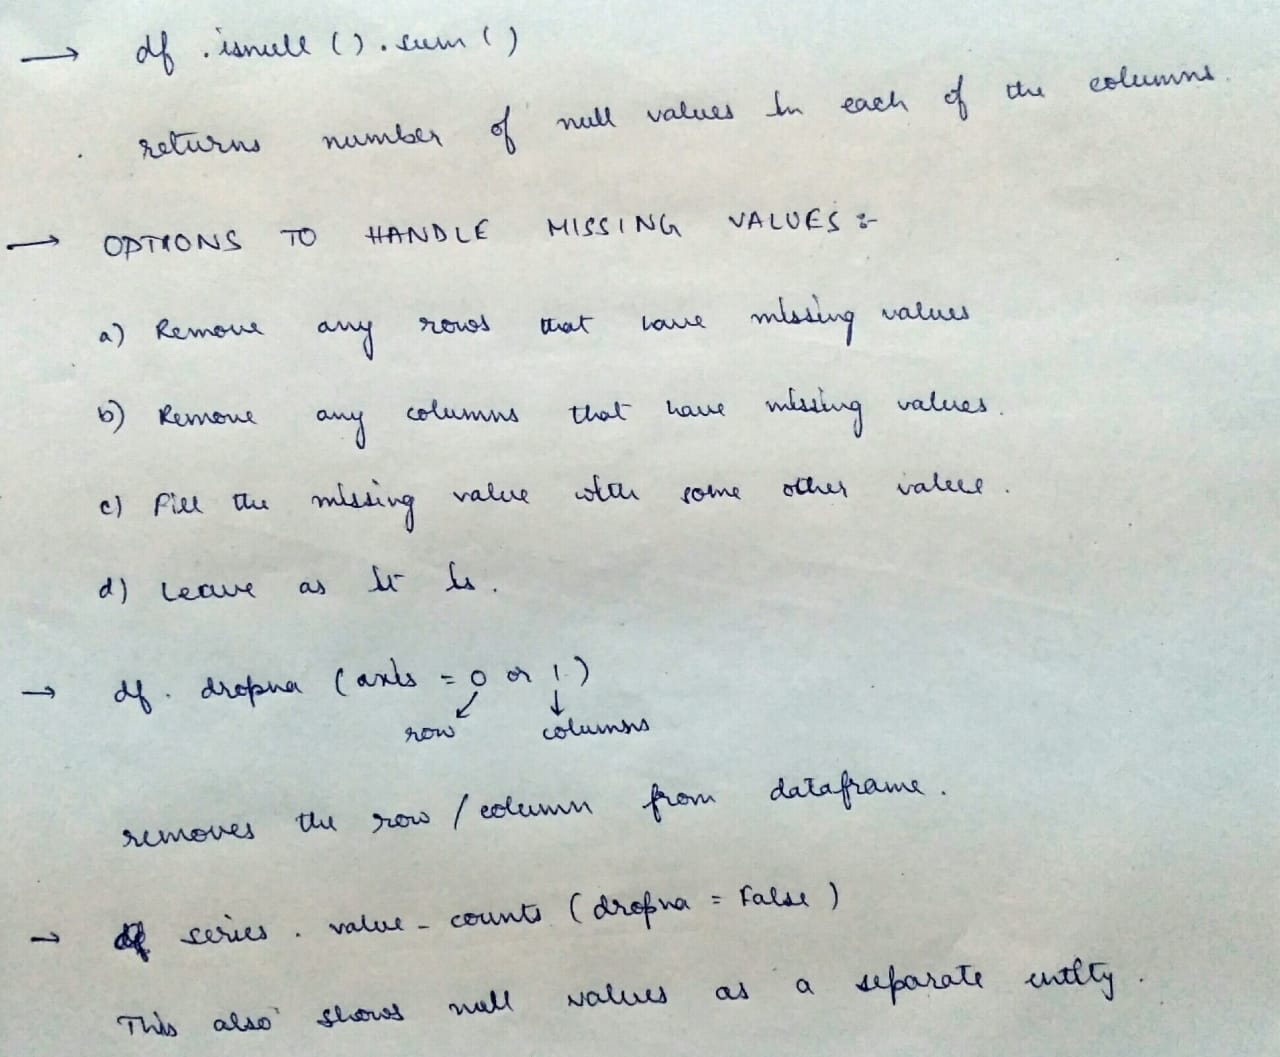 → df.isnull().sum()
returns number of null values in each of the columns.
→ OPTIONS TO HANDLE MISSING VALUES :-
a) Remove any rows that have missing values
b) Remove any columns that have missing values.
c) Fill the missing value with some other value.
d) Leave as it is.
→ df.dropna (axis = 0 or 1)
row columns
removes the row / column from dataframe.
→ series.value_counts (dropna = False)
This also shows null values as a separate entity.